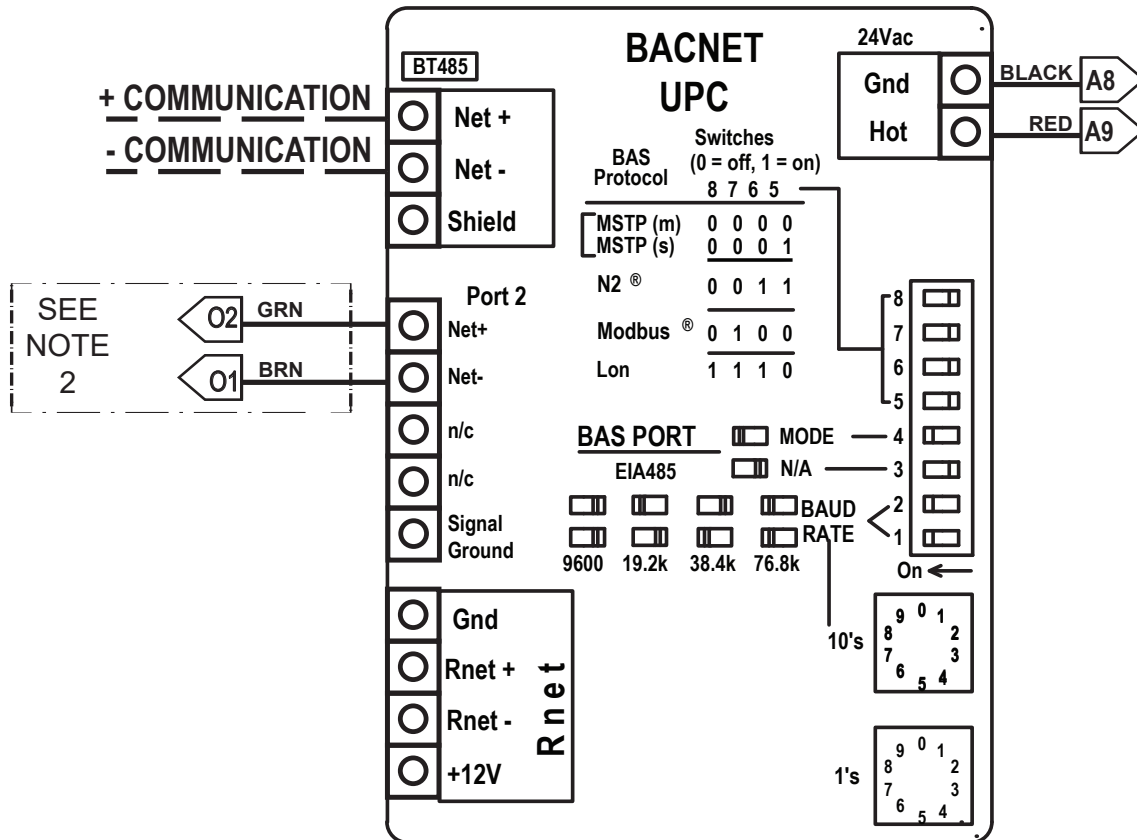 BACNET
UPC
BT485
+ COMMUNICATION
- COMMUNICATION
Net +
Net -
Shield
24Vac
Gnd
Hot
BLACK
A8
RED
A9
Switches
(0 = off, 1 = on)
BAS
Protocol
8 7 6 5
MSTP (m) 0 0 0 0
MSTP (s) 0 0 0 1
N2 ® 0 0 1 1
Modbus ® 0 1 0 0
Lon 1 1 1 0
SEE
NOTE
2
O2
GRN
O1
BRN
Port 2
Net+
Net-
n/c
n/c
Signal
Ground
8
7
6
5
4
3
2
1
On
BAS PORT
EIA485
MODE
N/A
BAUD
RATE
9600 19.2k 38.4k 76.8k
Gnd
Rnet +
Rnet -
+12V
Rnet
10's
0 1 2 3 4 5 6 7 8 9
1's
0 1 2 3 4 5 6 7 8 9